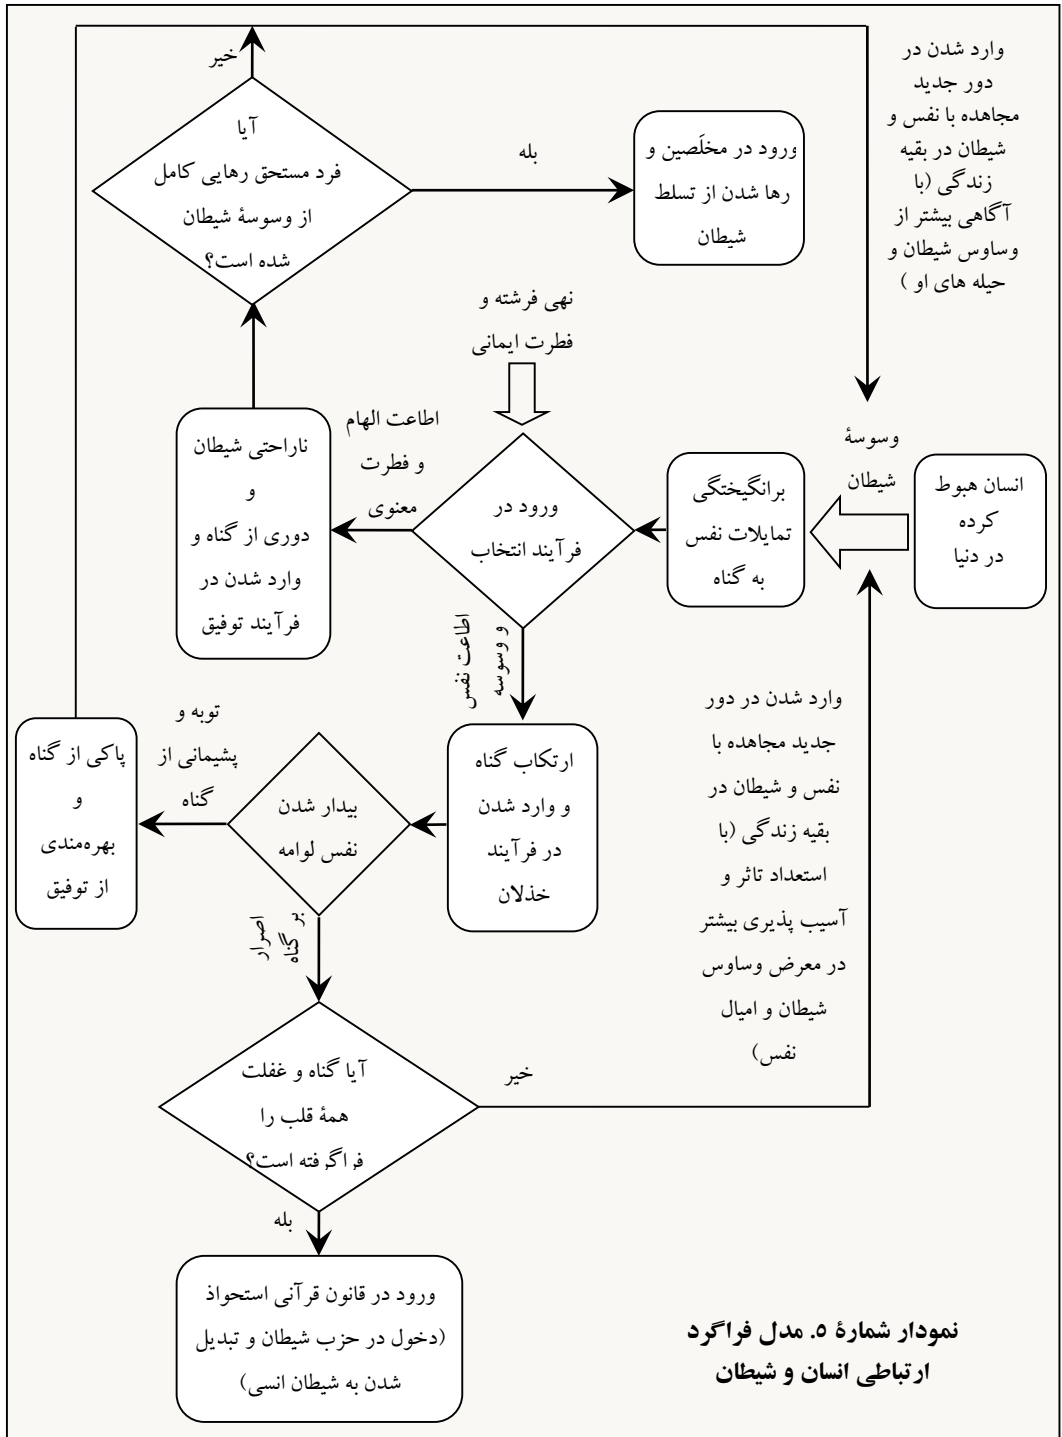 خیر
آیا
فرد مستحق رهایی کامل
از وسوسهٔ شیطان
شده است؟
بله
ورود در مخلَصین و
رها شدن از تسلط
شیطان
وارد شدن در
دور جدید
مجاهده با نفس و
شیطان در بقیه
زندگی (با
آگاهی بیشتر از
وساوس شیطان و
حیله های او )
نهی فرشته و
فطرت ایمانی
انسان هبوط
کرده
در دنیا
وسوسهٔ
شیطان
برانگیختگی
تمایلات نفس
به گناه
ورود در
فرآیند انتخاب
اطاعت الهام
و فطرت
معنوی
ناراحتی شیطان
و
دوری از گناه و
وارد شدن در
فرآیند توفیق
اطاعت نفس
و وسوسه
ارتکاب گناه
و وارد شدن
در فرآیند
خذلان
بیدار شدن
نفس لوامه
توبه و
پشیمانی از
گناه
پاکی از گناه
و
بهره‌مندی
از توفیق
اصرار
بر گناه
وارد شدن در دور
جدید مجاهده با
نفس و شیطان در
بقیه زندگی (با
استعداد تاثر و
آسیب پذیری بیشتر
در معرض وساوس
شیطان و امیال
نفس)
آیا گناه و غفلت
همهٔ قلب را
فراگرفته است؟
خیر
بله
ورود در قانون قرآنی استحواذ
(دخول در حزب شیطان و تبدیل
شدن به شیطان انسی)
نمودار شمارهٔ ۵. مدل فراگرد
ارتباطی انسان و شیطان